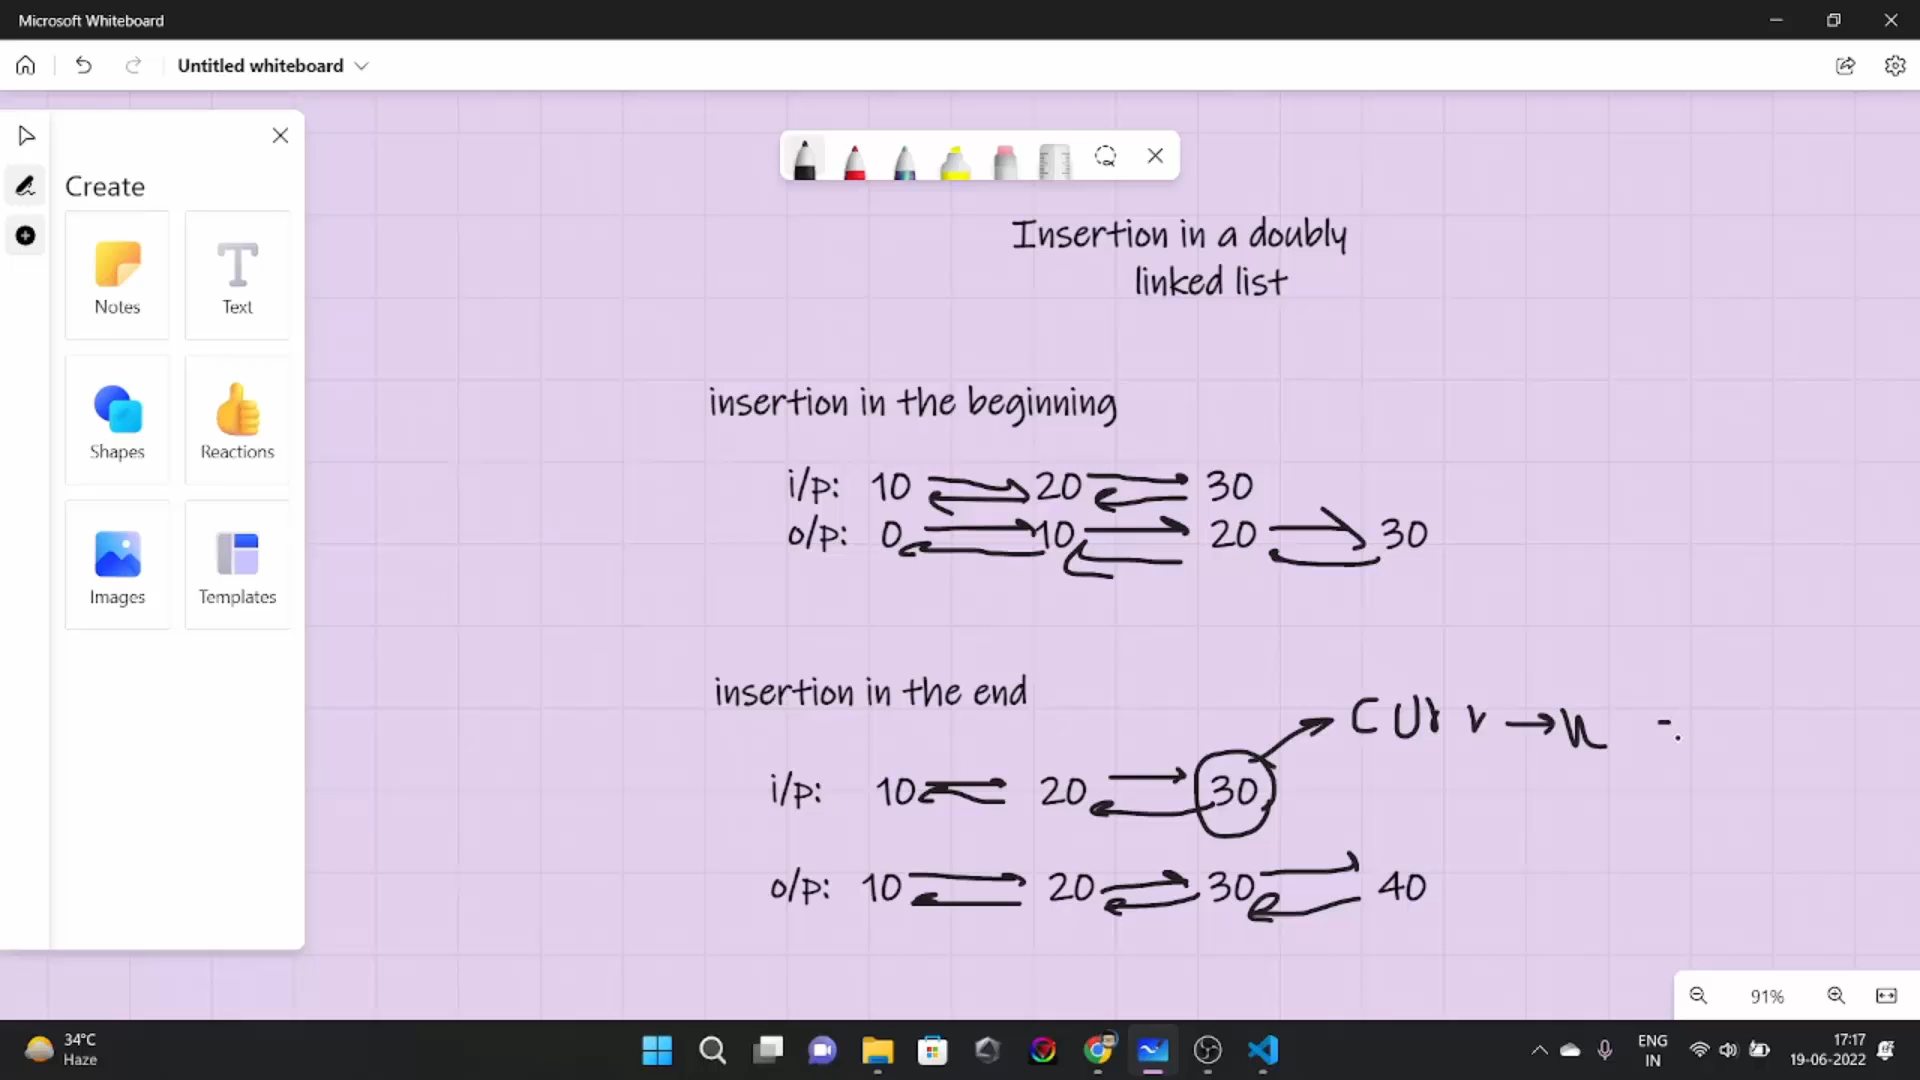 Microsoft Whiteboard
Untitled whiteboard
Create
Notes
Text
Shapes
Reactions
Images
Templates
Insertion in a doubly
linked list
insertion in the beginning
i/p: 10 20 30
o/p: 0 10 20 30
insertion in the end
curr → n =
i/p: 10 20 30
o/p: 10 20 30 40
91%
34°C
Haze
ENG
IN
17:17
19-06-2022